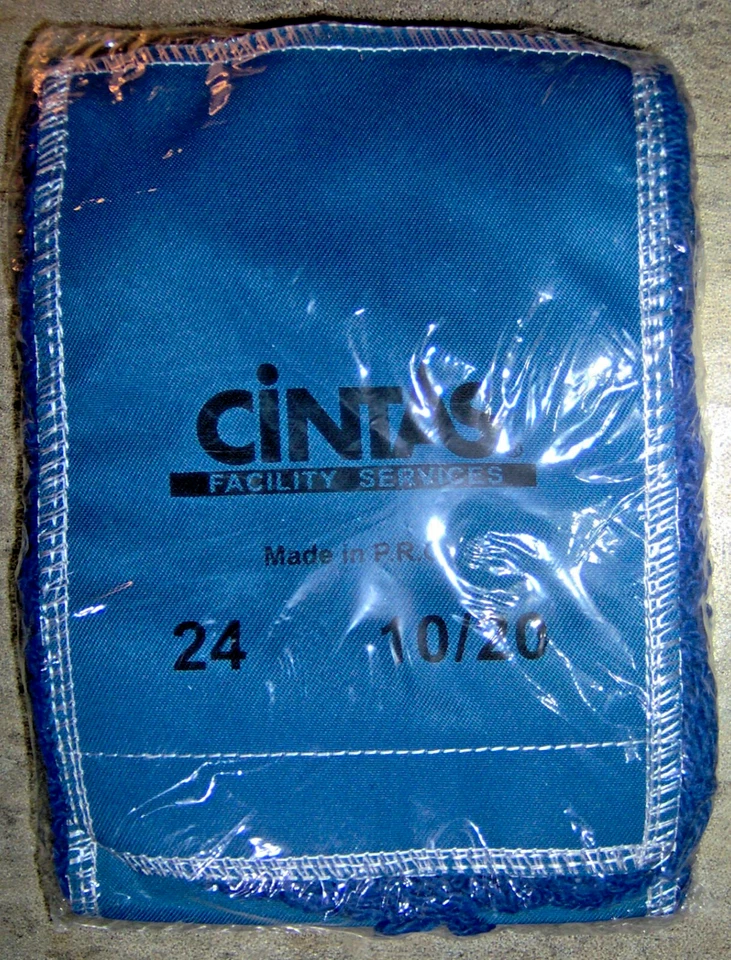 CiNTAS®
FACILITY SERVICES
Made in P.R.C
24 10/20